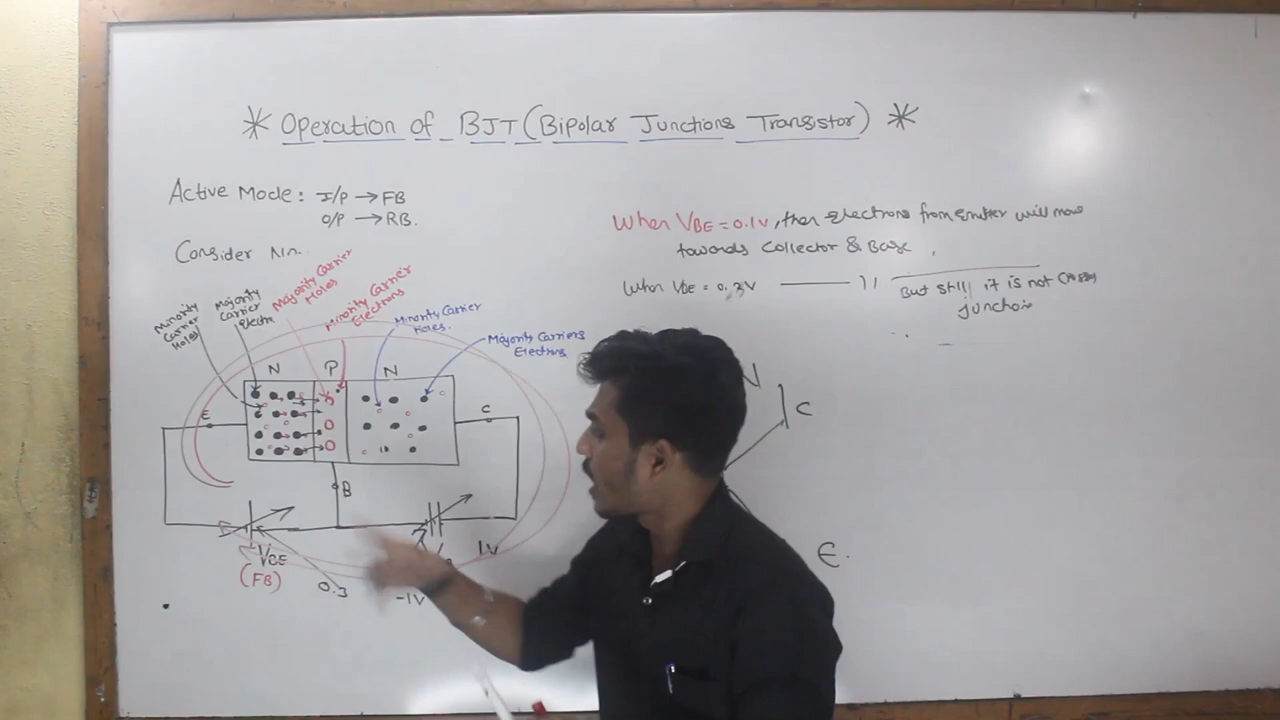 * Operation of BJT (Bipolar Junctions Transistor) *
Active Mode: I/P → FB
O/P → RB.
When VBE = 0.1V, then electrons from emitter will move
towards Collector & Base
Consider
When VBE = 0.3V —— 11 ——
But still it is not
Minority Carrier Holes
Majority Carrier
Majority Carrier Holes
Minority Carrier Electrons
Minority Carrier Holes.
Majority Carriers Electrons
N P N
E
C
B
VBE
(FB)
0.3
-1V
1V
N
C
E.